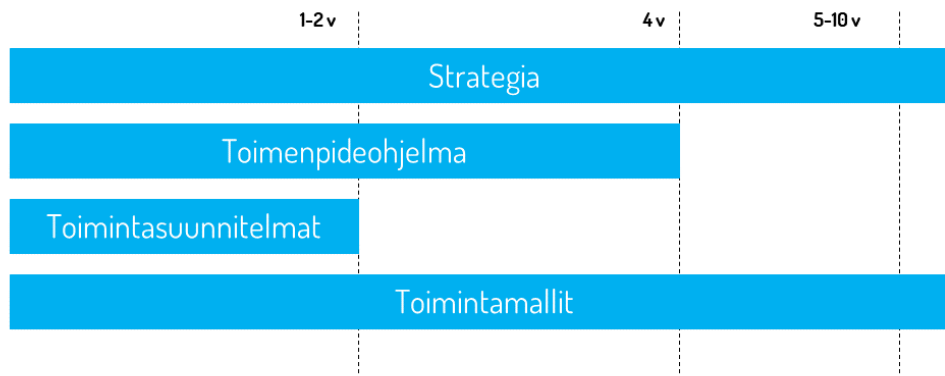 1-2 v
4 v
5-10 v
Strategia
Toimenpideohjelma
Toimintasuunnitelmat
Toimintamallit